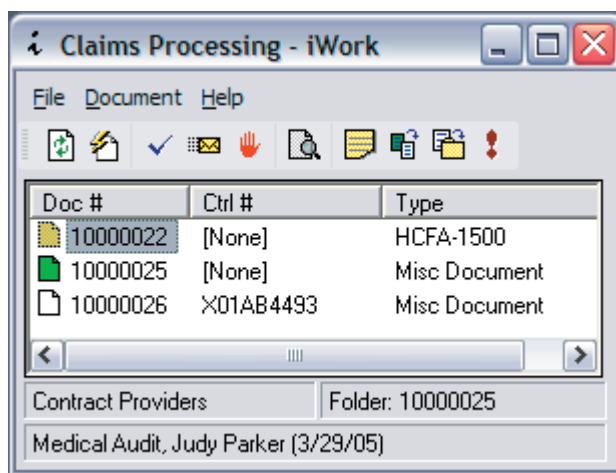 i Claims Processing - iWork
File Document Help
Doc # Ctrl # Type
10000022 [None] HCFA-1500
10000025 [None] Misc Document
10000026 X01AB4493 Misc Document
Contract Providers Folder: 10000025
Medical Audit, Judy Parker (3/29/05)